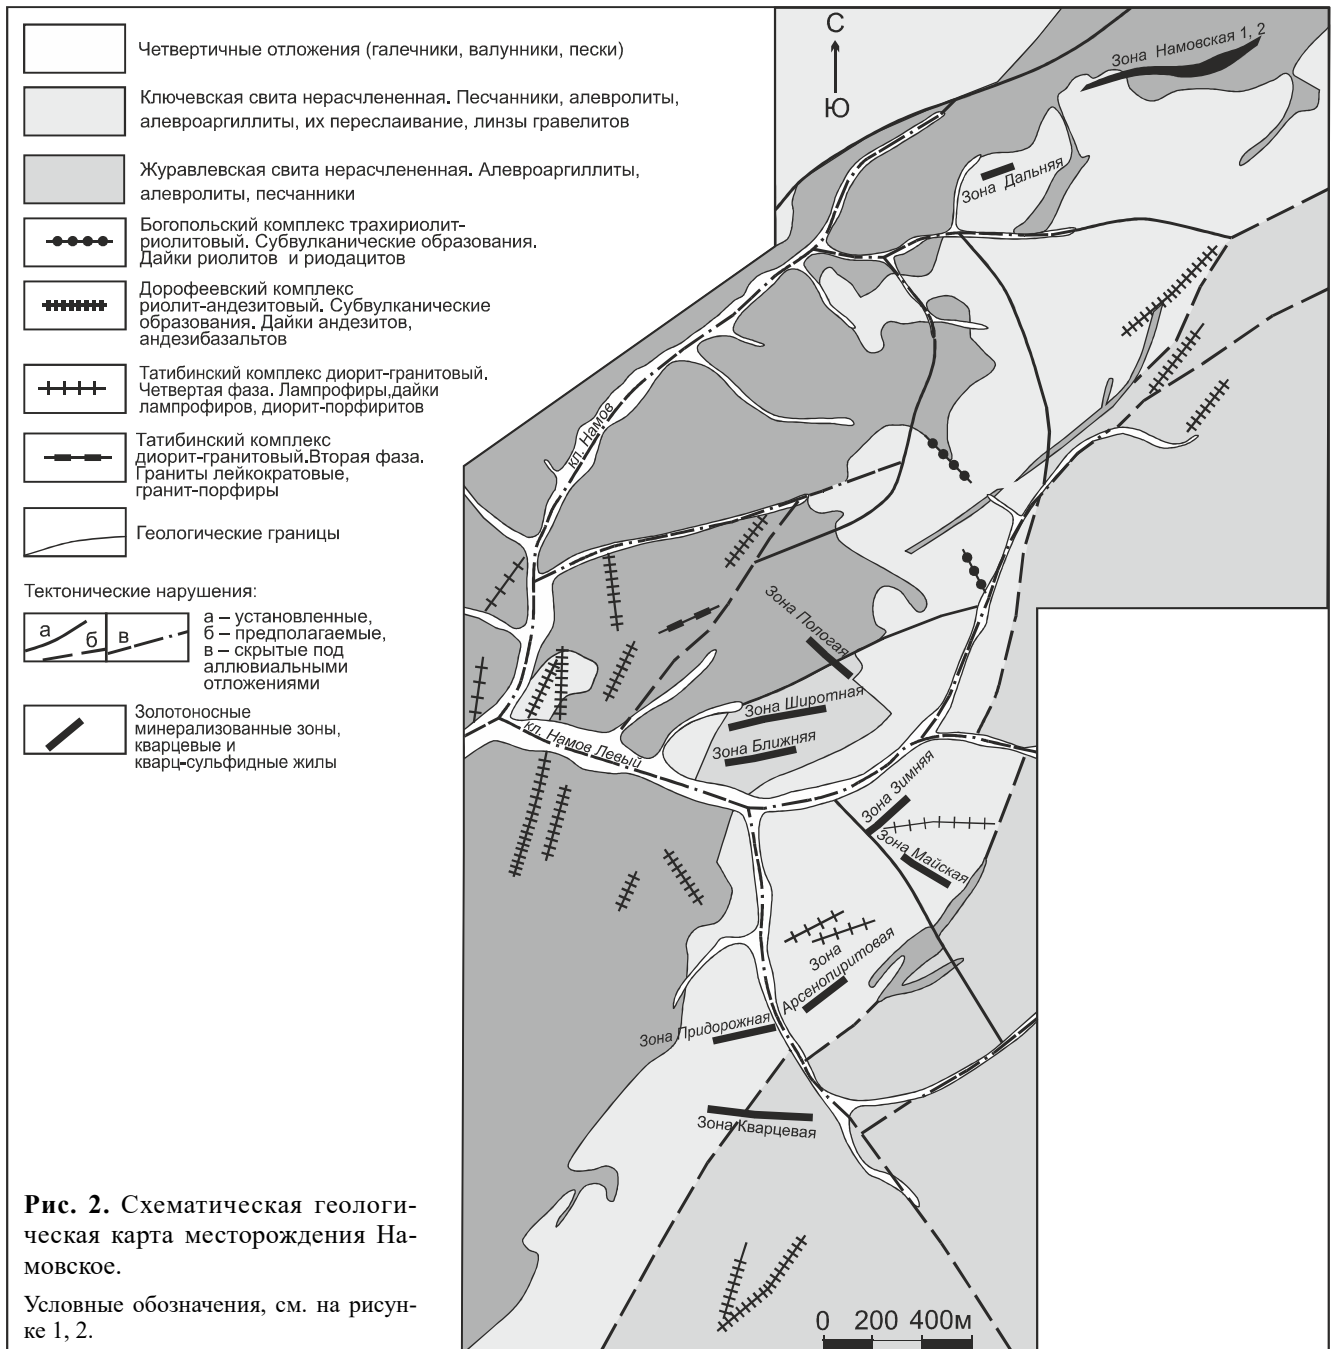 Четвертичные отложения (галечники, валунники, пески)
Ключевская свита нерасчлененная. Песчанники, алевролиты,
алевроаргиллиты, их переслаивание, линзы гравелитов
Журавлевская свита нерасчлененная. Алевроаргиллиты,
алевролиты, песчанники
Богопольский комплекс трахириолит-
риолитовый. Субвулканические образования.
Дайки риолитов и риодацитов
Дорофеевский комплекс
риолит-андезитовый. Субвулканические
образования. Дайки андезитов,
андезибазальтов
Татибинский комплекс диорит-гранитовый.
Четвертая фаза. Лампрофиры,дайки
лампрофиров, диорит-порфиритов
Татибинский комплекс
диорит-гранитовый.Вторая фаза.
Граниты лейкократовые,
гранит-порфиры
Геологические границы
Тектонические нарушения:
а
б
в
а – установленные,
б – предполагаемые,
в – скрытые под
аллювиальными
отложениями
Золотоносные
минерализованные зоны,
кварцевые и
кварц-сульфидные жилы
С
Ю
Зона Намовская 1, 2
Зона Дальняя
кл. Намов
Зона Пологая
Зона Широтная
Зона Ближняя
кл. Намов Левый
Зона Зимняя
Зона Майская
Зона
Арсенопиритовая
Зона Придорожная
Зона Кварцевая
0 200 400м
Рис. 2. Схематическая геологи-
ческая карта месторождения На-
мовское.
Условные обозначения, см. на рисун-
ке 1, 2.